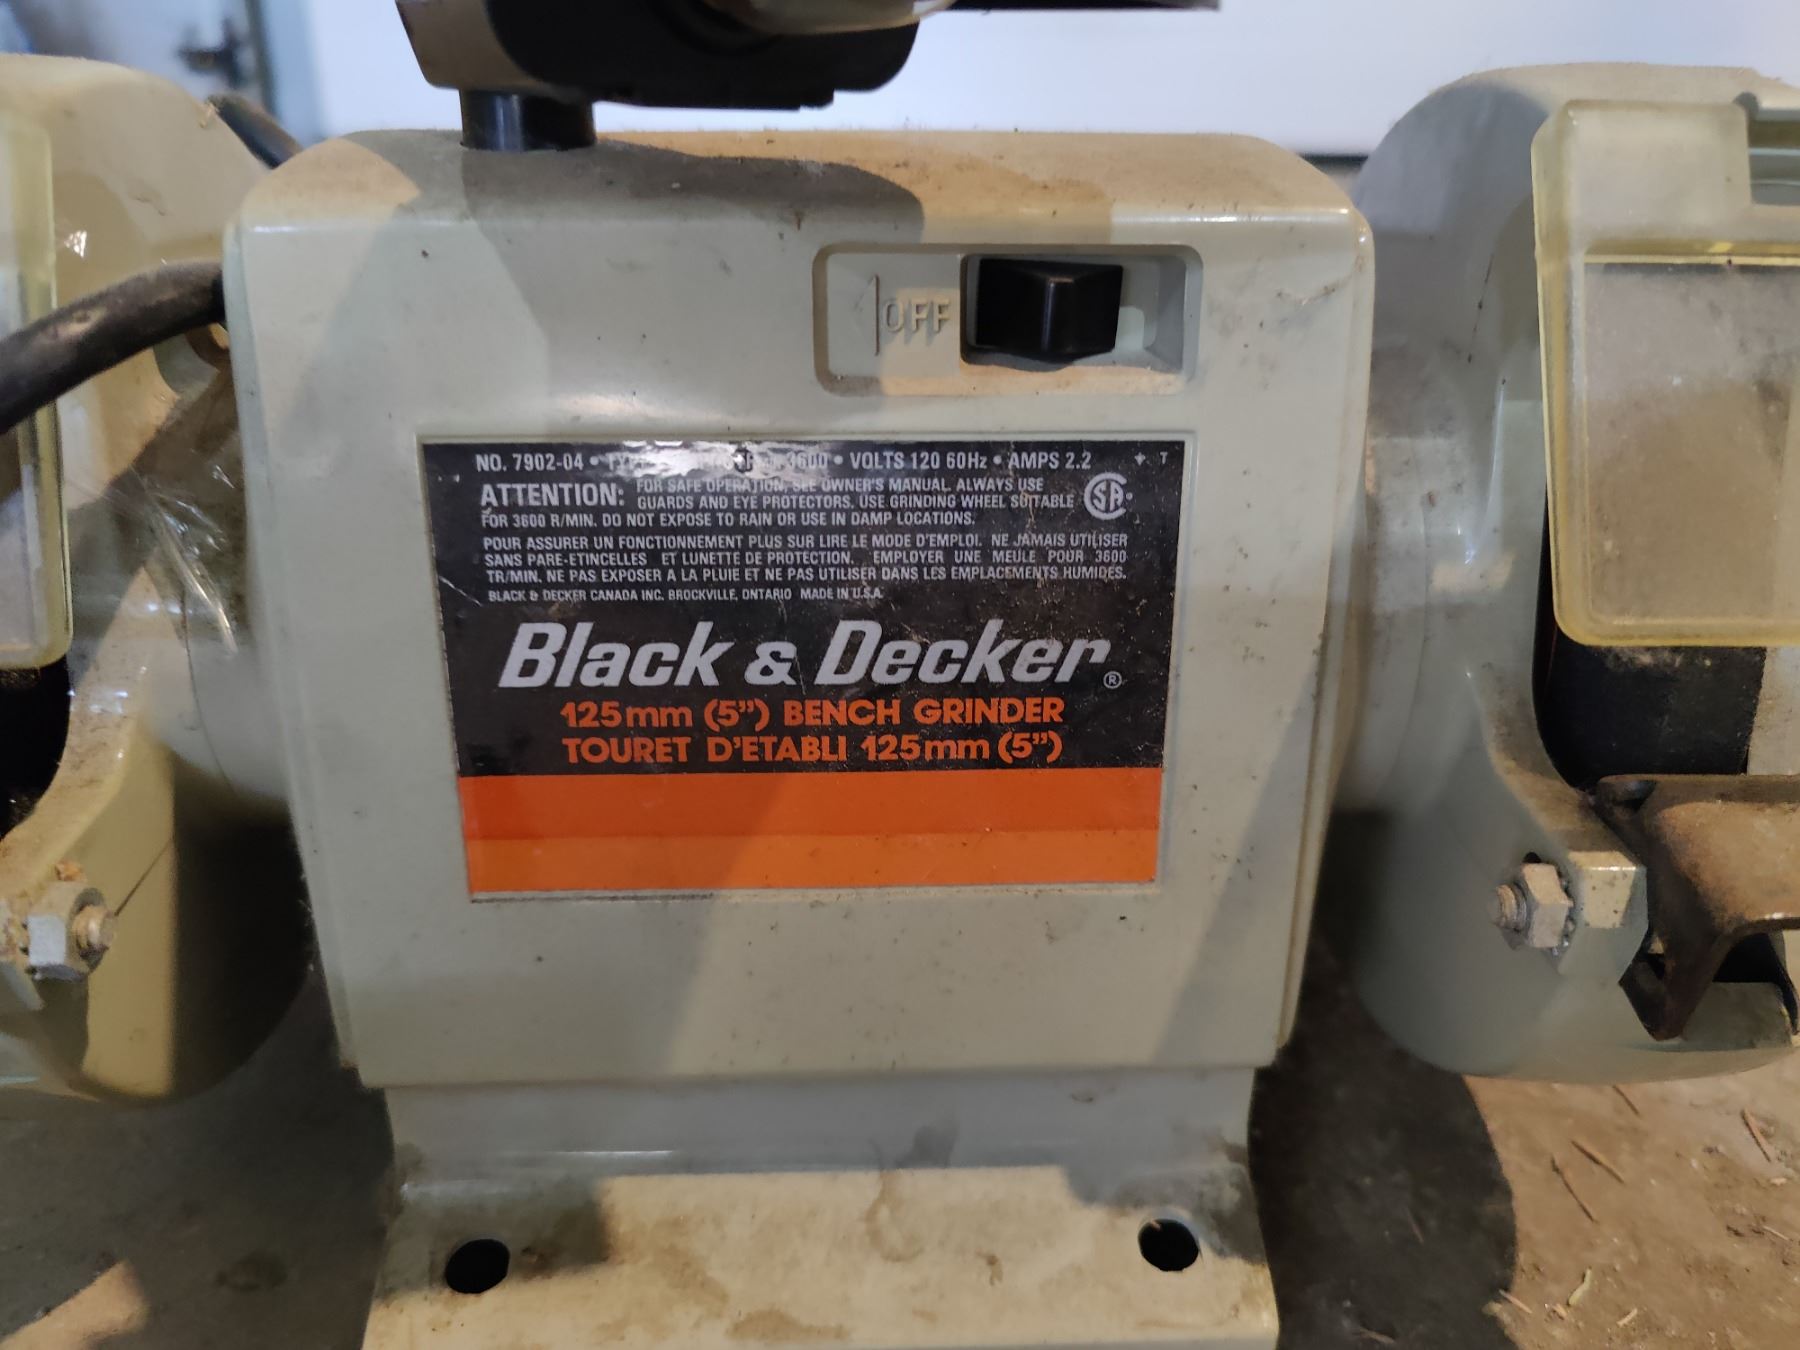 OFF
NO. 7902-04 • 3600 • VOLTS 120 60Hz • AMPS 2.2
ATTENTION: FOR SAFE OPERATION, SEE OWNER'S MANUAL. ALWAYS USE
GUARDS AND EYE PROTECTORS. USE GRINDING WHEEL SUITABLE
FOR 3600 R/MIN. DO NOT EXPOSE TO RAIN OR USE IN DAMP LOCATIONS.
POUR ASSURER UN FONCTIONNEMENT PLUS SUR LIRE LE MODE D'EMPLOI. NE JAMAIS UTILISER
SANS PARE-ETINCELLES ET LUNETTE DE PROTECTION. EMPLOYER UNE MEULE POUR 3600
TR/MIN. NE PAS EXPOSER A LA PLUIE ET NE PAS UTILISER DANS LES EMPLACEMENTS HUMIDES.
BLACK & DECKER CANADA INC. BROCKVILLE, ONTARIO MADE IN U.S.A.
Black & Decker®
125mm (5") BENCH GRINDER
TOURET D'ETABLI 125mm (5")